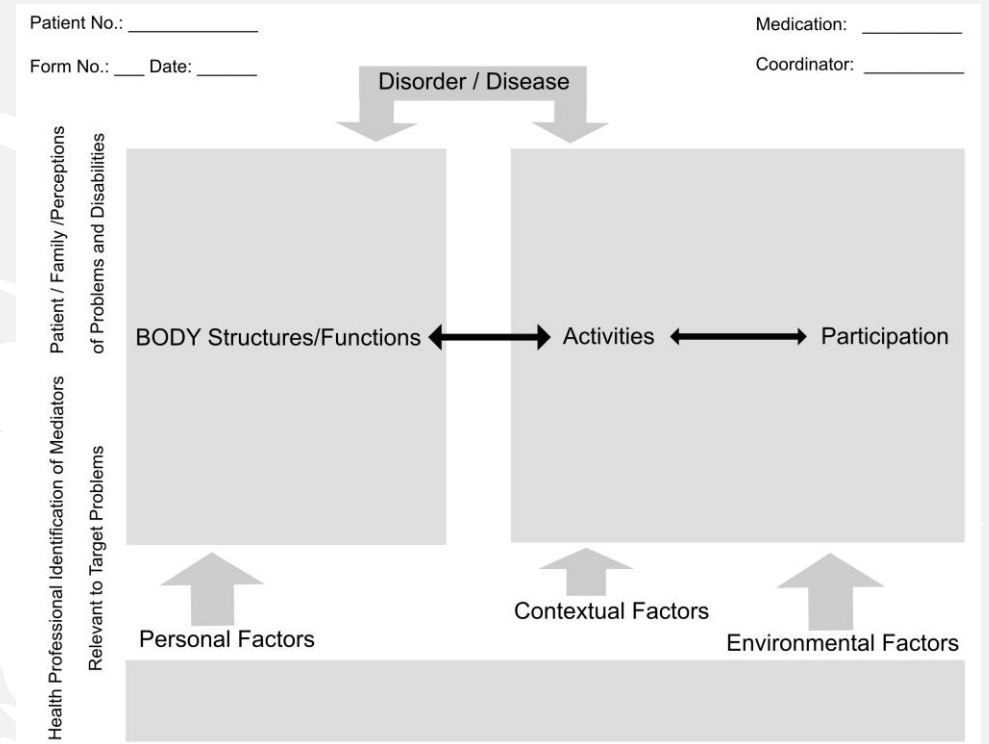 Patient No.: _____________
Medication: __________
Form No.: ___ Date: ______
Coordinator: __________
Disorder / Disease
Patient / Family /Perceptions
of Problems and Disabilities
BODY Structures/Functions
Activities
Participation
Health Professional Identification of Mediators
Relevant to Target Problems
Personal Factors
Contextual Factors
Environmental Factors